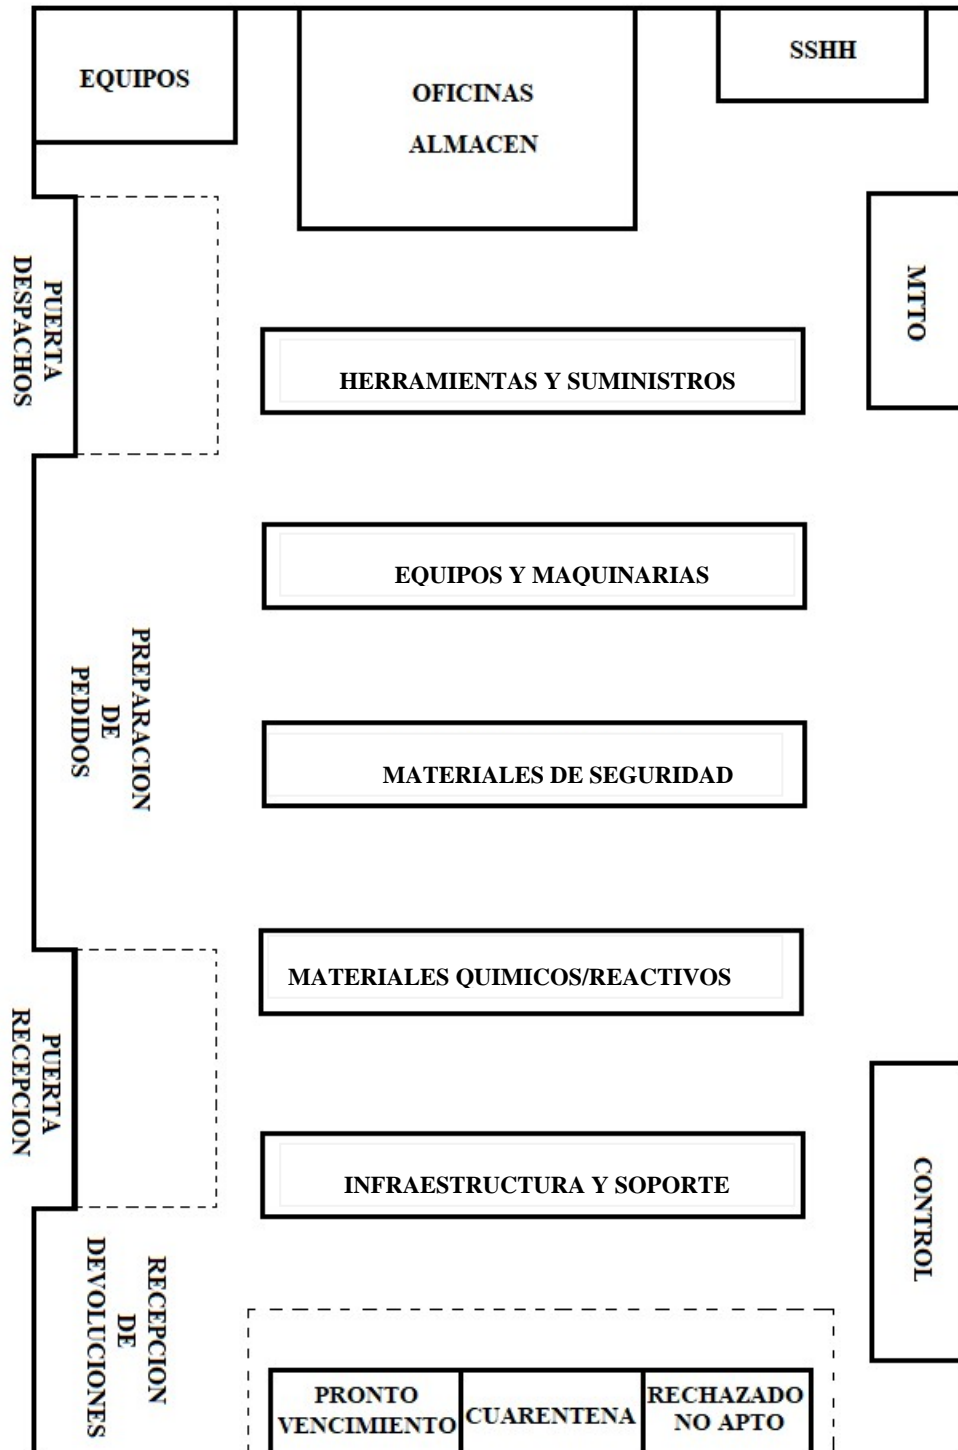 EQUIPOS
OFICINAS
ALMACEN
SSHH
PUERTA
DESPACHOS
MTTO
HERRAMIENTAS Y SUMINISTROS
EQUIPOS Y MAQUINARIAS
PREPARACION
DE
PEDIDOS
MATERIALES DE SEGURIDAD
MATERIALES QUIMICOS/REACTIVOS
PUERTA
RECEPCION
INFRAESTRUCTURA Y SOPORTE
CONTROL
RECEPCION
DE
DEVOLUCIONES
PRONTO
VENCIMIENTO
CUARENTENA
RECHAZADO
NO APTO